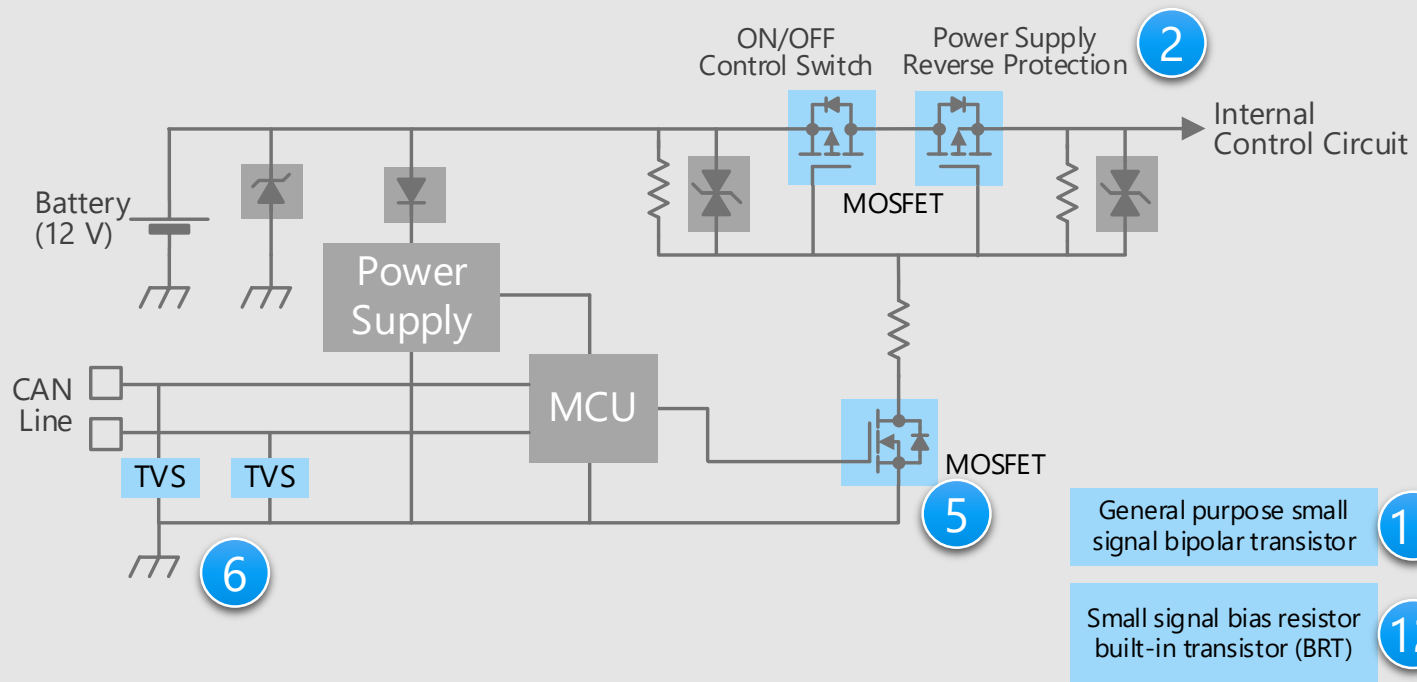 ON/OFF
Control Switch
Power Supply
Reverse Protection
2
Internal
Control Circuit
MOSFET
Battery
(12 V)
Power
Supply
CAN
Line
MCU
TVS
TVS
MOSFET
5
6
General purpose small
signal bipolar transistor
Small signal bias resistor
built-in transistor (BRT)